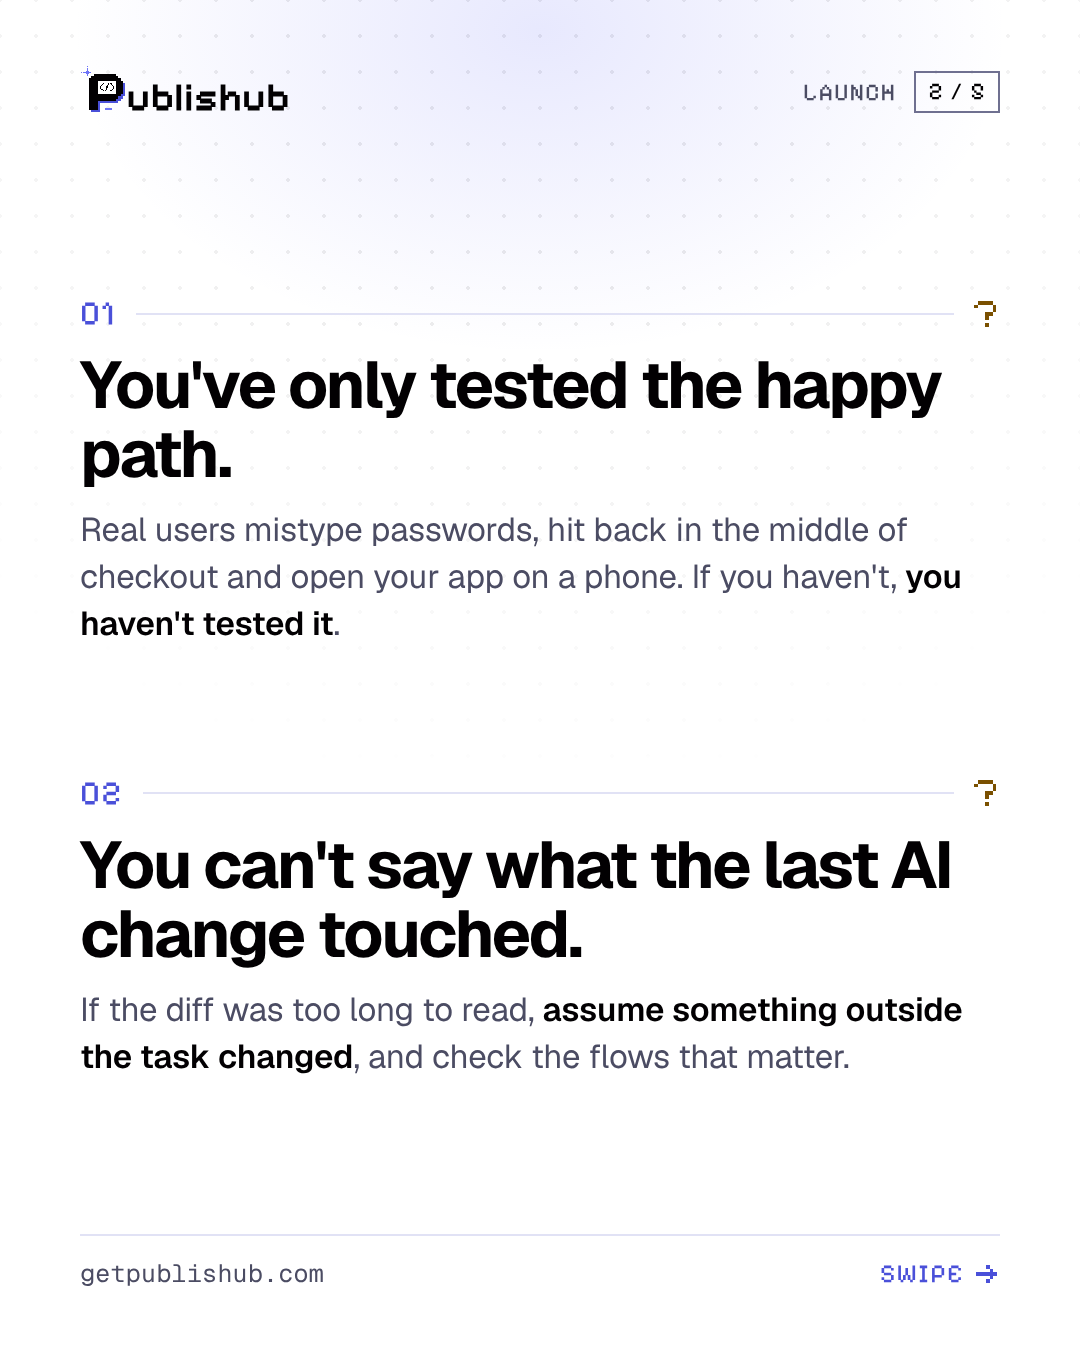 Publishub
LAUNCH
2 / 5
01
?
You've only tested the happy
path.
Real users mistype passwords, hit back in the middle of
checkout and open your app on a phone. If you haven't, you
haven't tested it.
02
?
You can't say what the last AI
change touched.
If the diff was too long to read, assume something outside
the task changed, and check the flows that matter.
getpublishub.com
SWIPE →